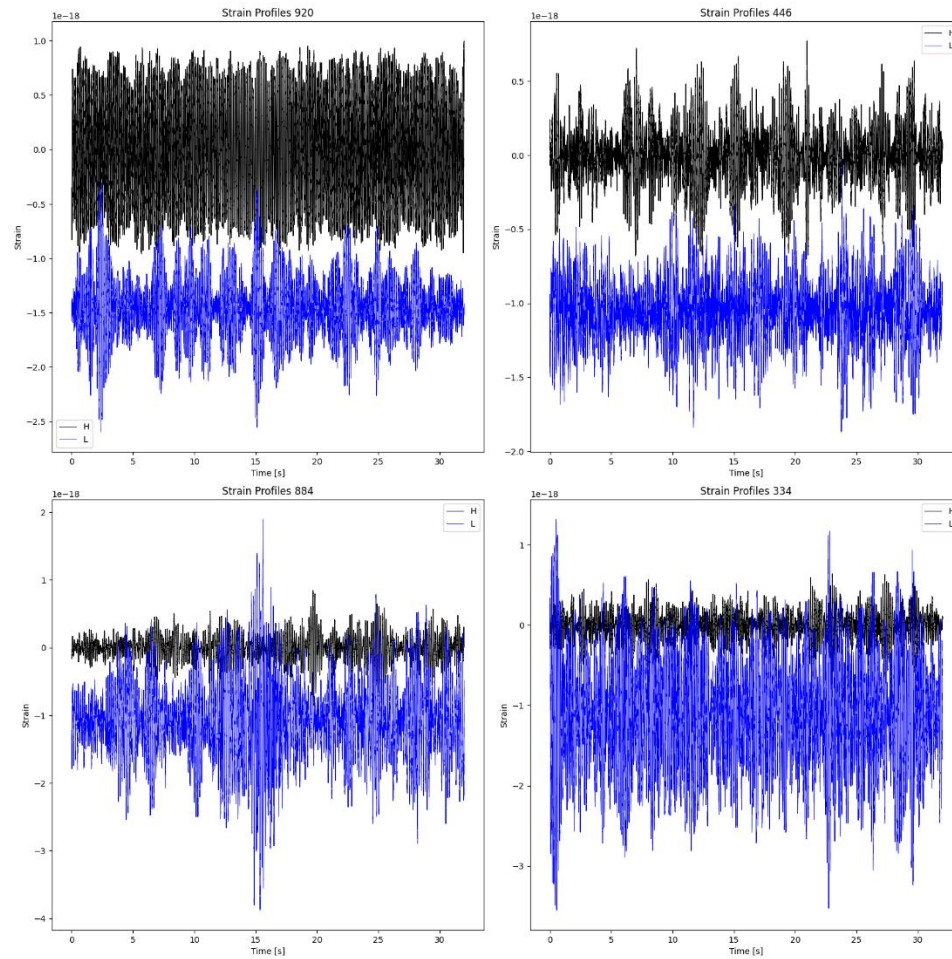 Strain Profiles 920
1e−18
1.0
0.5
0.0
−0.5
−1.0
−1.5
−2.0
−2.5
Strain
H
L
0
5
10
15
20
25
30
Time [s]
Strain Profiles 446
1e−18
0.5
0.0
−0.5
−1.0
−1.5
−2.0
Strain
H
L
0
5
10
15
20
25
30
Time [s]
Strain Profiles 884
1e−18
2
1
0
−1
−2
−3
−4
Strain
H
L
0
5
10
15
20
25
30
Time [s]
Strain Profiles 334
1e−18
1
0
−1
−2
−3
Strain
H
L
0
5
10
15
20
25
30
Time [s]